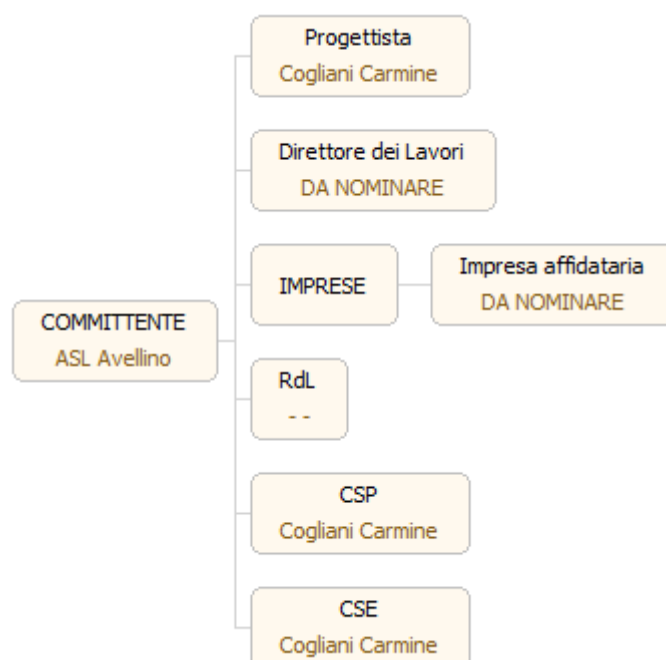 Progettista
Cogliani Carmine
Direttore dei Lavori
DA NOMINARE
IMPRESE
Impresa affidataria
DA NOMINARE
COMMITTENTE
ASL Avellino
RdL
- -
CSP
Cogliani Carmine
CSE
Cogliani Carmine